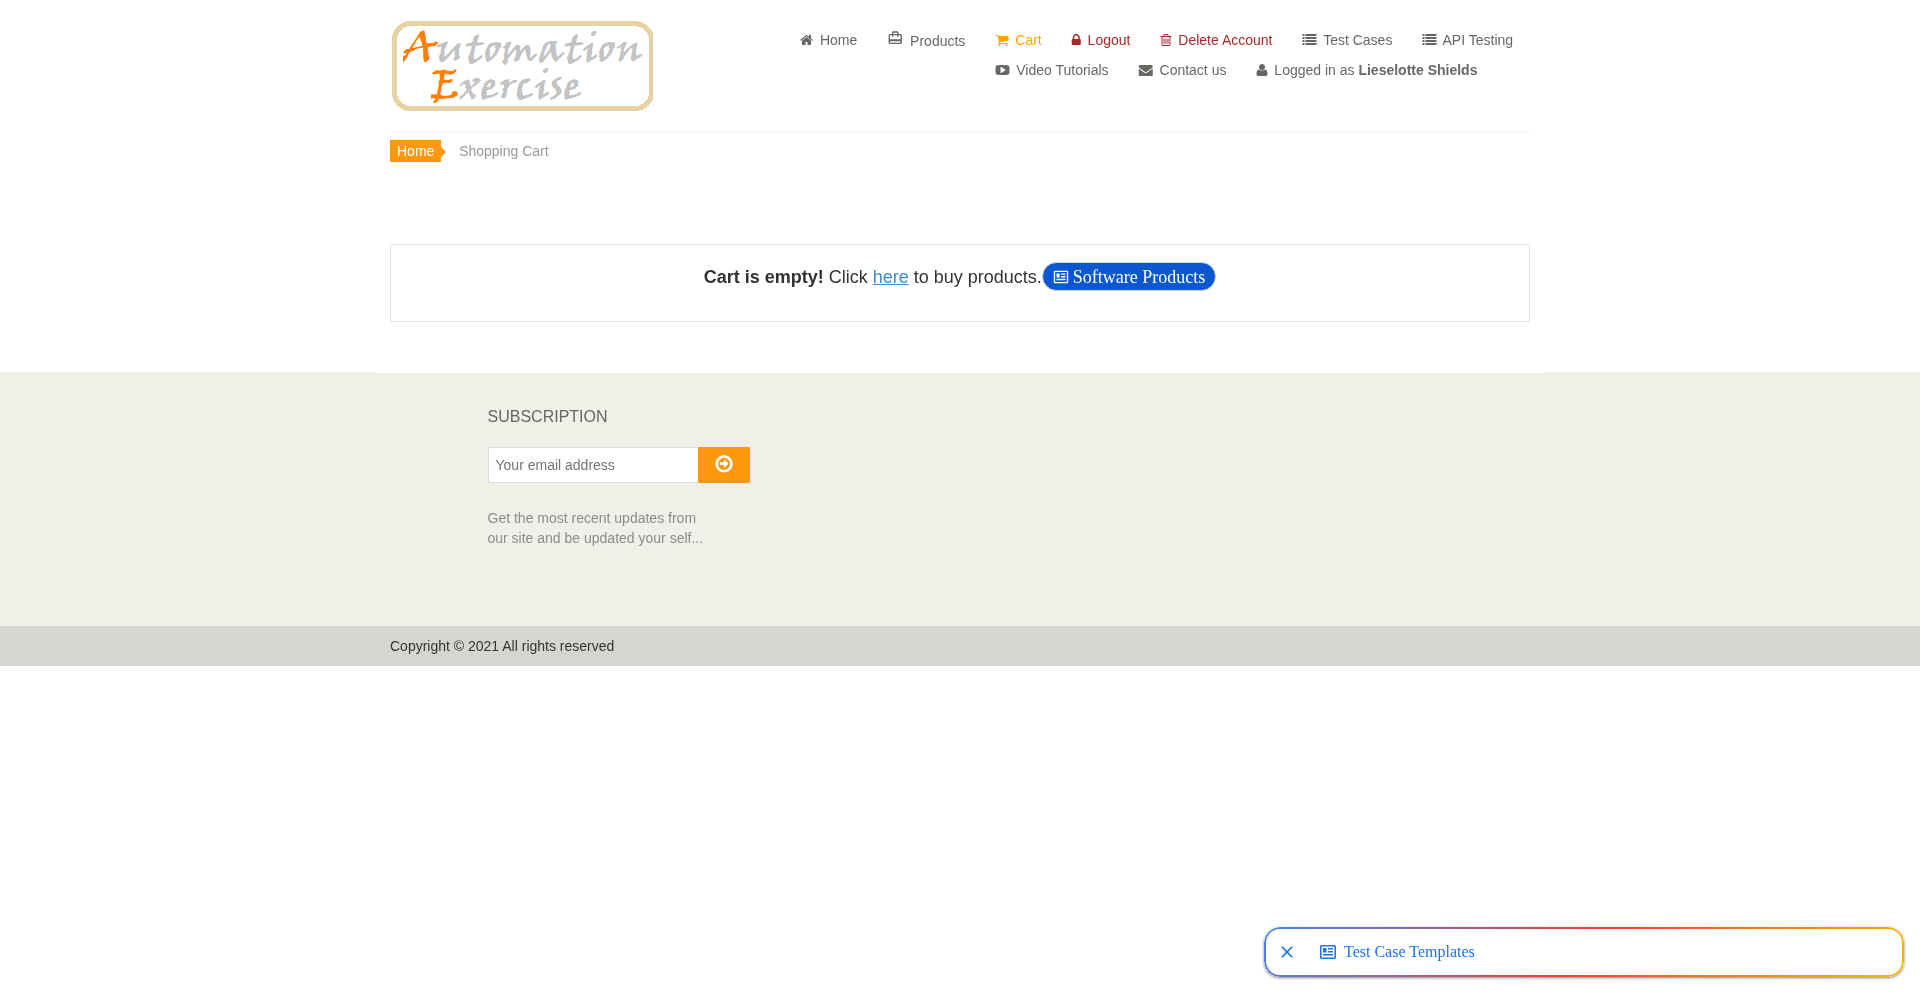 Automation
Exercise
Home Products Cart Logout Delete Account Test Cases API Testing
Video Tutorials Contact us Logged in as Lieselotte Shields
Home Shopping Cart
Cart is empty! Click here to buy products. Software Products
SUBSCRIPTION
Your email address
Get the most recent updates from
our site and be updated your self...
Copyright © 2021 All rights reserved
Test Case Templates